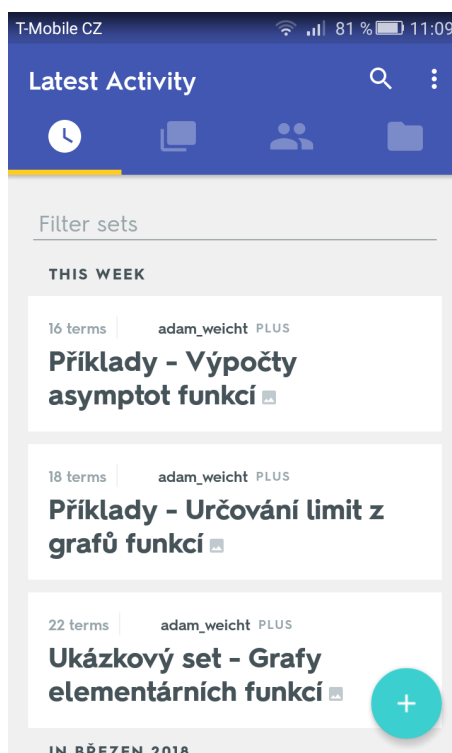 T-Mobile CZ 81 % 11:09
Latest Activity
Filter sets
THIS WEEK
16 terms adam_weicht PLUS
Příklady - Výpočty
asymptot funkcí
18 terms adam_weicht PLUS
Příklady - Určování limit z
grafů funkcí
22 terms adam_weicht PLUS
Ukázkový set - Grafy
elementárních funkcí
IN BŘEZEN 2018